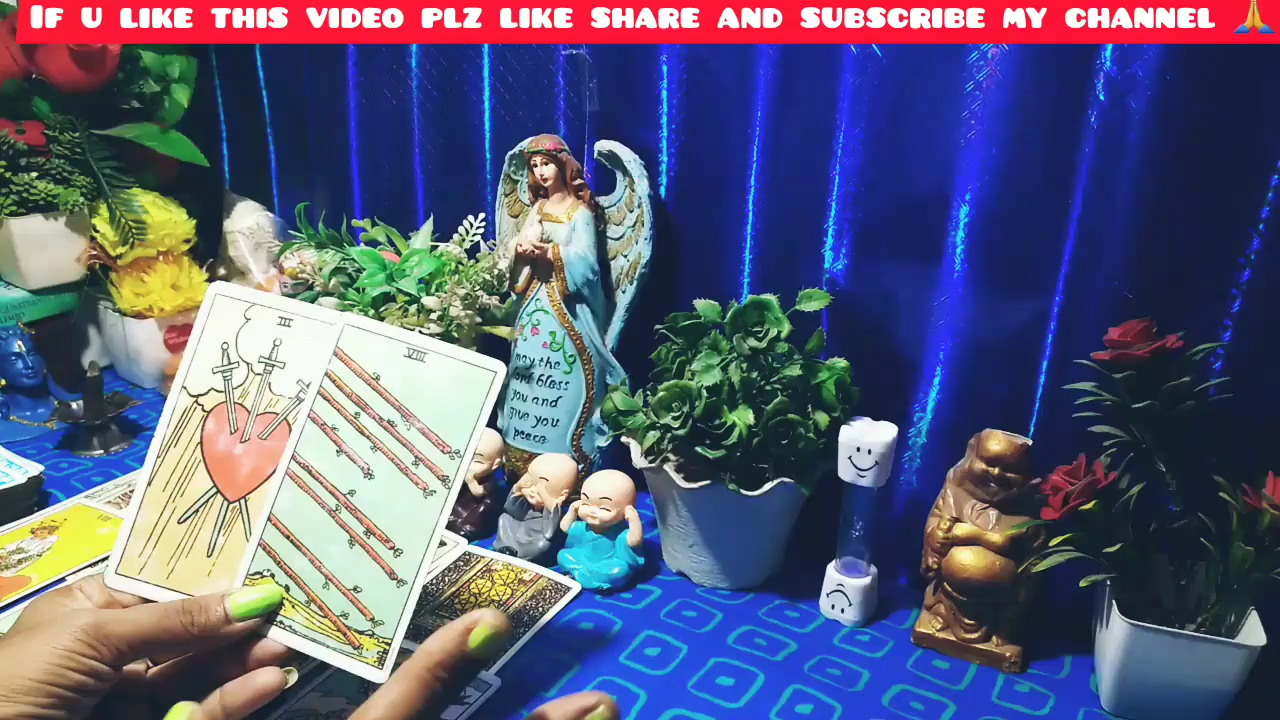 If u like this video plz like share and subscribe my channel 🙏
III
VIII
may the
lord bless
you and
give you
peace